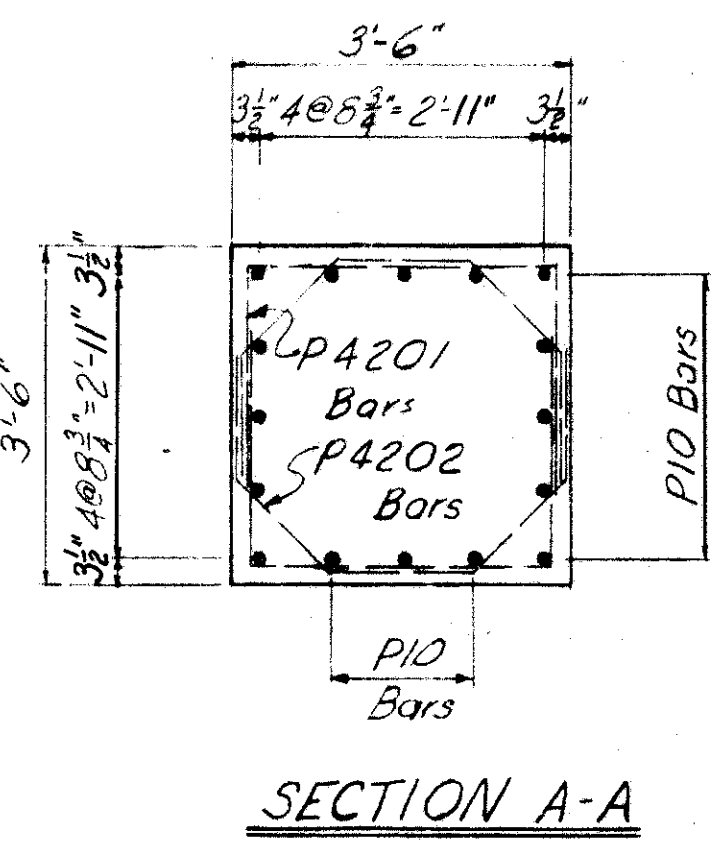 3'-6"
3½" 4@8¾"=2'-11" 3½"
3'-6"
3½" 4@8¾"=2'-11" 3½"
P4201
Bars
P4202
Bars
P10 Bars
P10
Bars
SECTION A-A